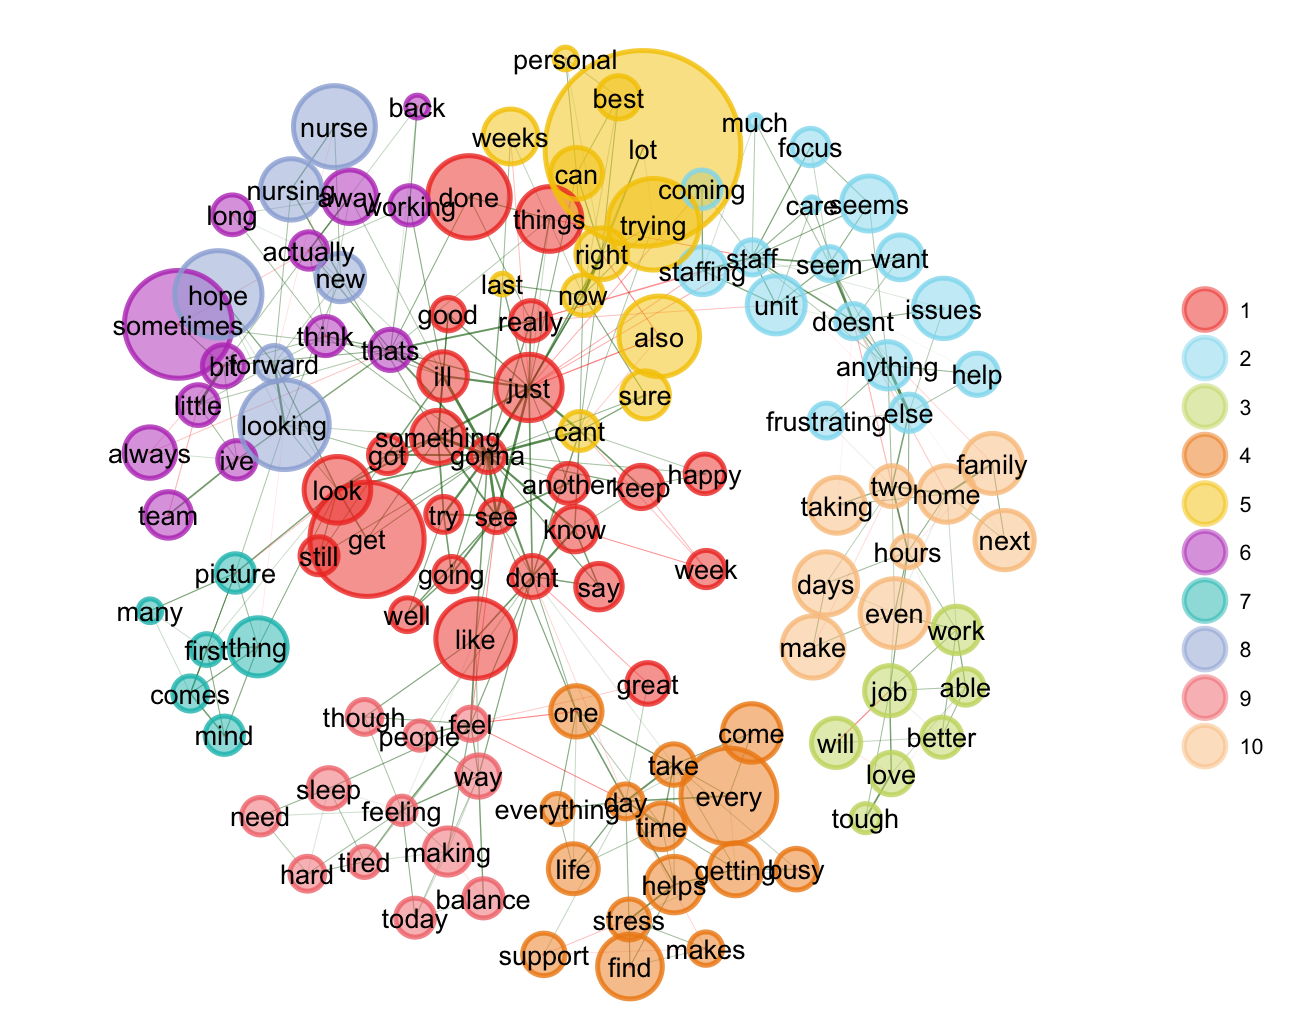 personal
best
back
nurse
weeks
lot
much
focus
can
coming
nursing
away
working
done
things
long
trying
care
seems
actually
right
staffing
staff
seem
want
new
last
now
hope
sometimes
good
really
unit
doesnt
issues
think
thats
also
bit
forward
ill
just
anything
help
little
sure
looking
something
cant
frustrating
else
always
ive
got
gonna
look
another
keep
happy
family
two
home
taking
team
try
see
know
get
still
next
hours
picture
going
dont
say
week
days
many
well
even
first
thing
like
make
work
comes
great
job
able
mind
though
people
feel
one
come
will
better
way
take
love
sleep
need
feeling
everything
day
time
every
tough
hard
tired
making
life
helps
getting
busy
balance
today
stress
support
find
makes
1
2
3
4
5
6
7
8
9
10